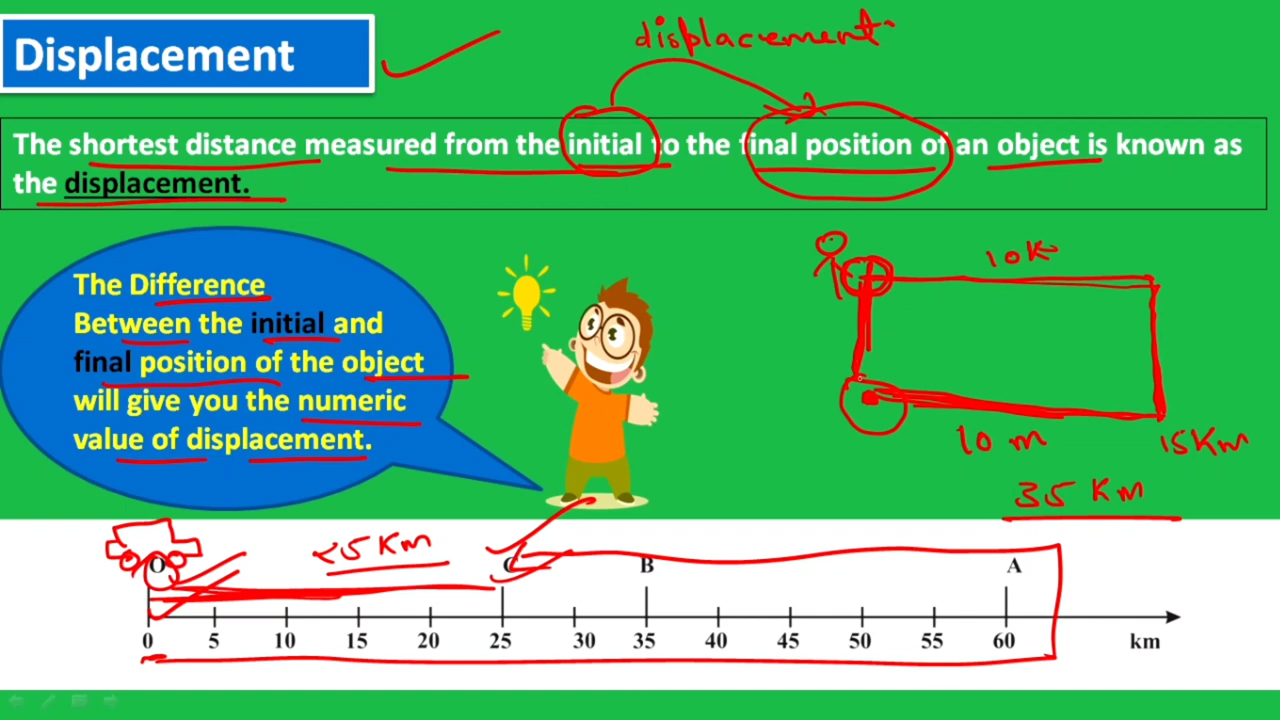 Displacement
displacement
The shortest distance measured from the initial to the final position of an object is known as
the displacement.
The Difference
Between the initial and
final position of the object
will give you the numeric
value of displacement.
10K
10 m
15Km
35 Km
25 Km
O C B A
0 5 10 15 20 25 30 35 40 45 50 55 60 km